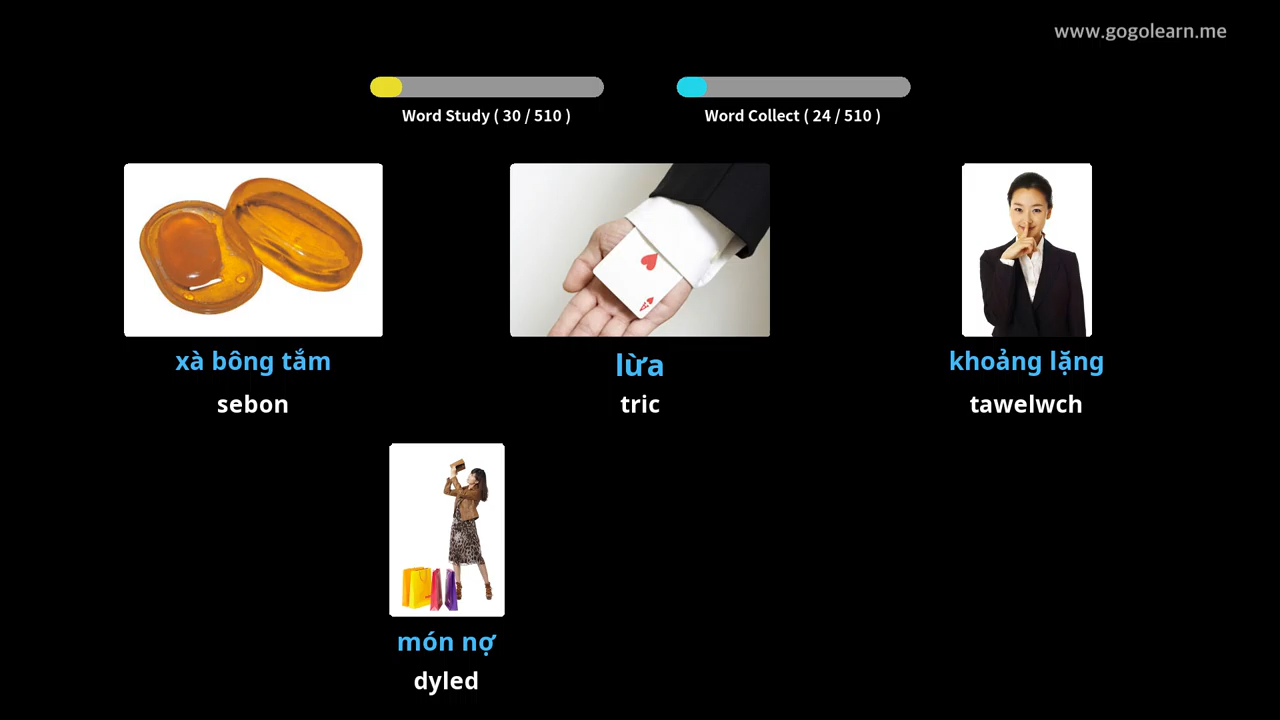 www.gogolearn.me
Word Study ( 30 / 510 )
Word Collect ( 24 / 510 )
xà bông tắm
sebon
lừa
tric
khoảng lặng
tawelwch
món nợ
dyled